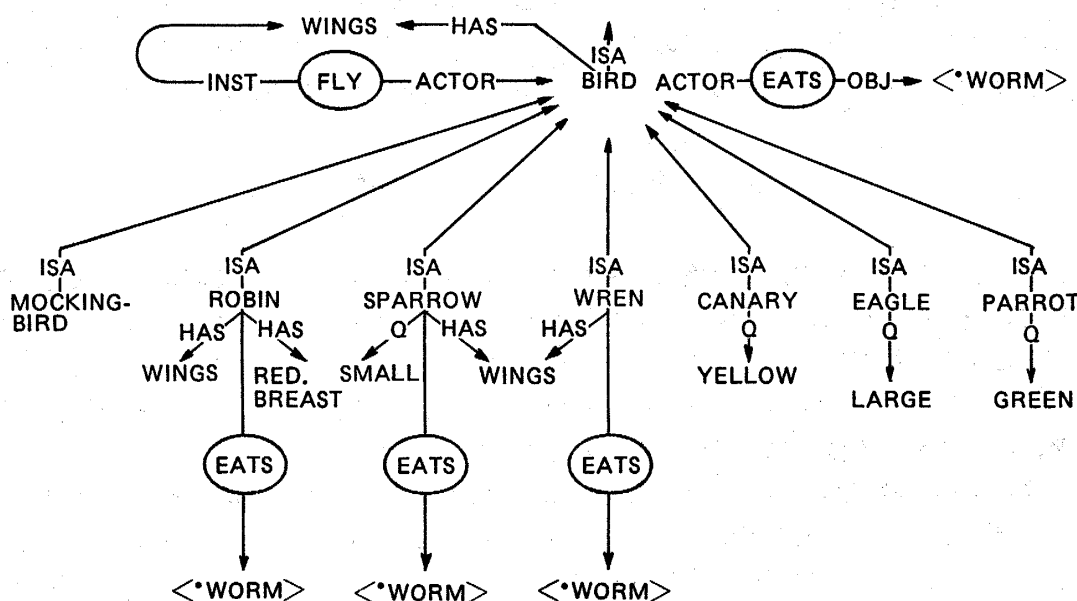 WINGS HAS ISA
INST FLY ACTOR BIRD ACTOR EATS OBJ <•WORM>
ISA ISA ISA ISA ISA ISA ISA
MOCKING- ROBIN SPARROW WREN CANARY EAGLE PARROT
BIRD
HAS HAS Q HAS HAS Q Q Q
WINGS RED. SMALL WINGS YELLOW
BREAST LARGE GREEN
EATS EATS EATS
<•WORM> <•WORM> <•WORM>